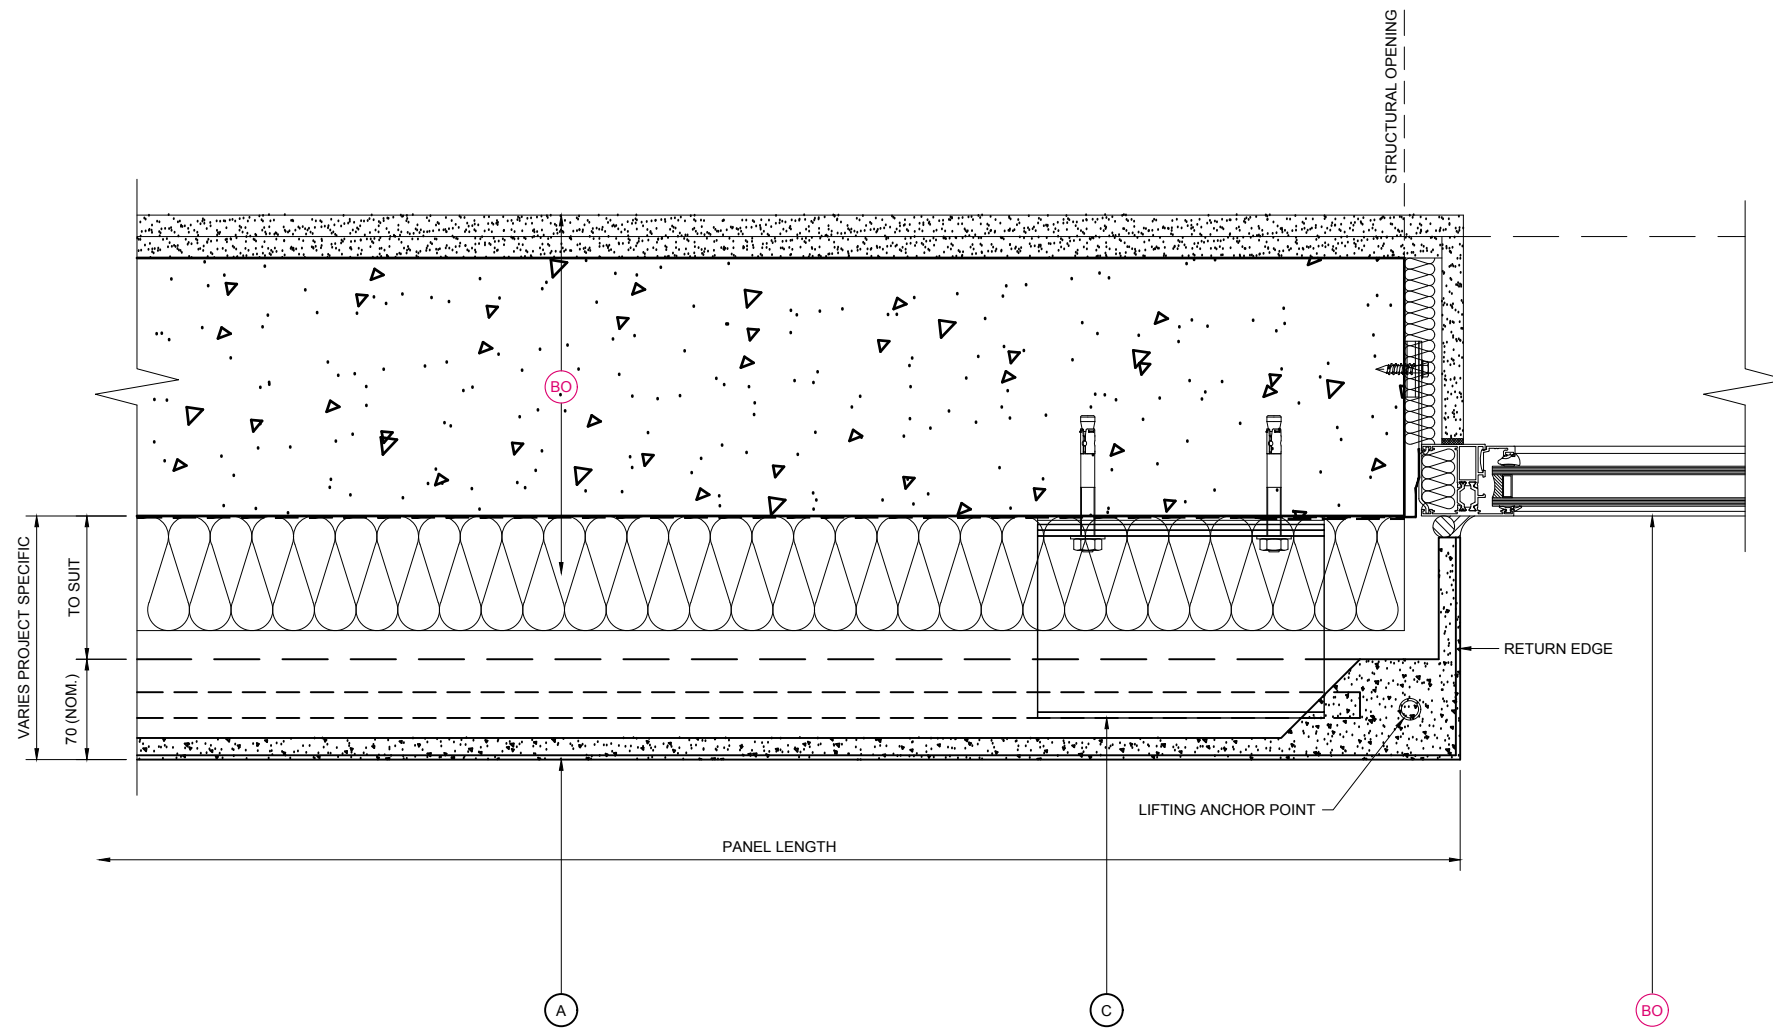 STRUCTURAL OPENING
BO
VARIES PROJECT SPECIFIC
TO SUIT
70 (NOM.)
RETURN EDGE
LIFTING ANCHOR POINT
PANEL LENGTH
A
C
BO